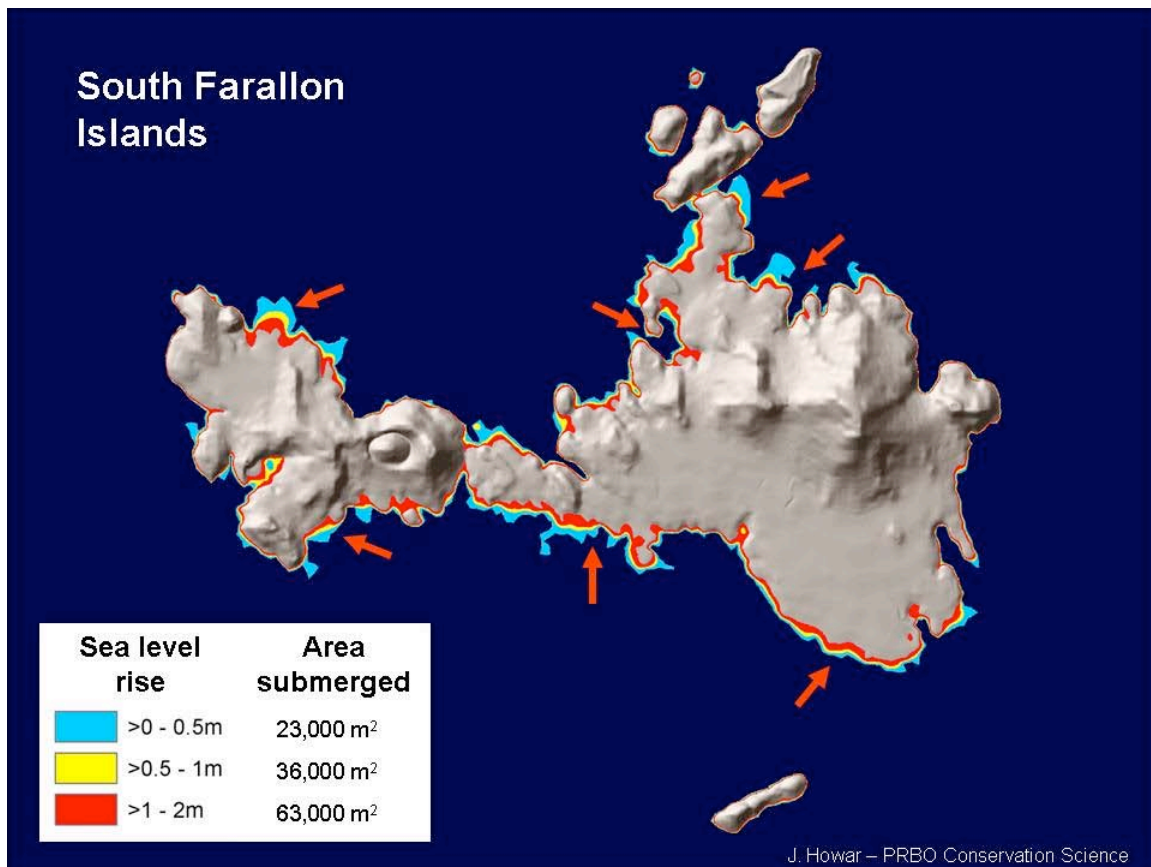 South Farallon
Islands
Sea level
rise
Area
submerged
>0 - 0.5m 23,000 m²
>0.5 - 1m 36,000 m²
>1 - 2m 63,000 m²
J. Howar – PRBO Conservation Science